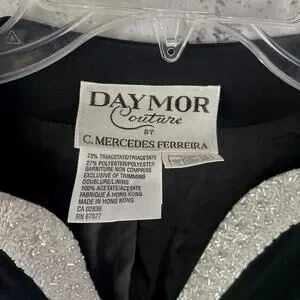 DAYMOR
Couture
BY
C. MERCEDES FERREIRA
73% TRIACETATE/TRIACETATE
27% POLYESTER/POLYESTER
GARNITURE NON COMPRISE
EXCLUSIVE OF TRIMMING
DOUBLURE/LINING
100% ACETATE/ACETATE
FABRIQUÉ À HONG KONG
MADE IN HONG KONG
CA 02836
RN 67877